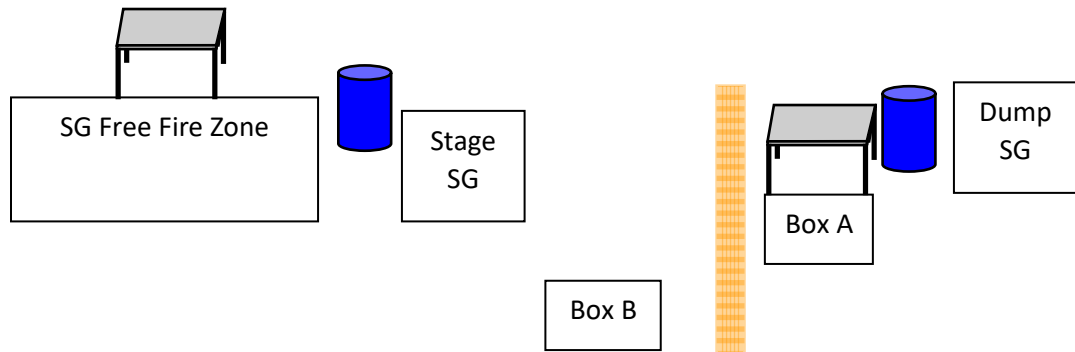 SG Free Fire Zone
Stage
SG
Dump
SG
Box A
Box B